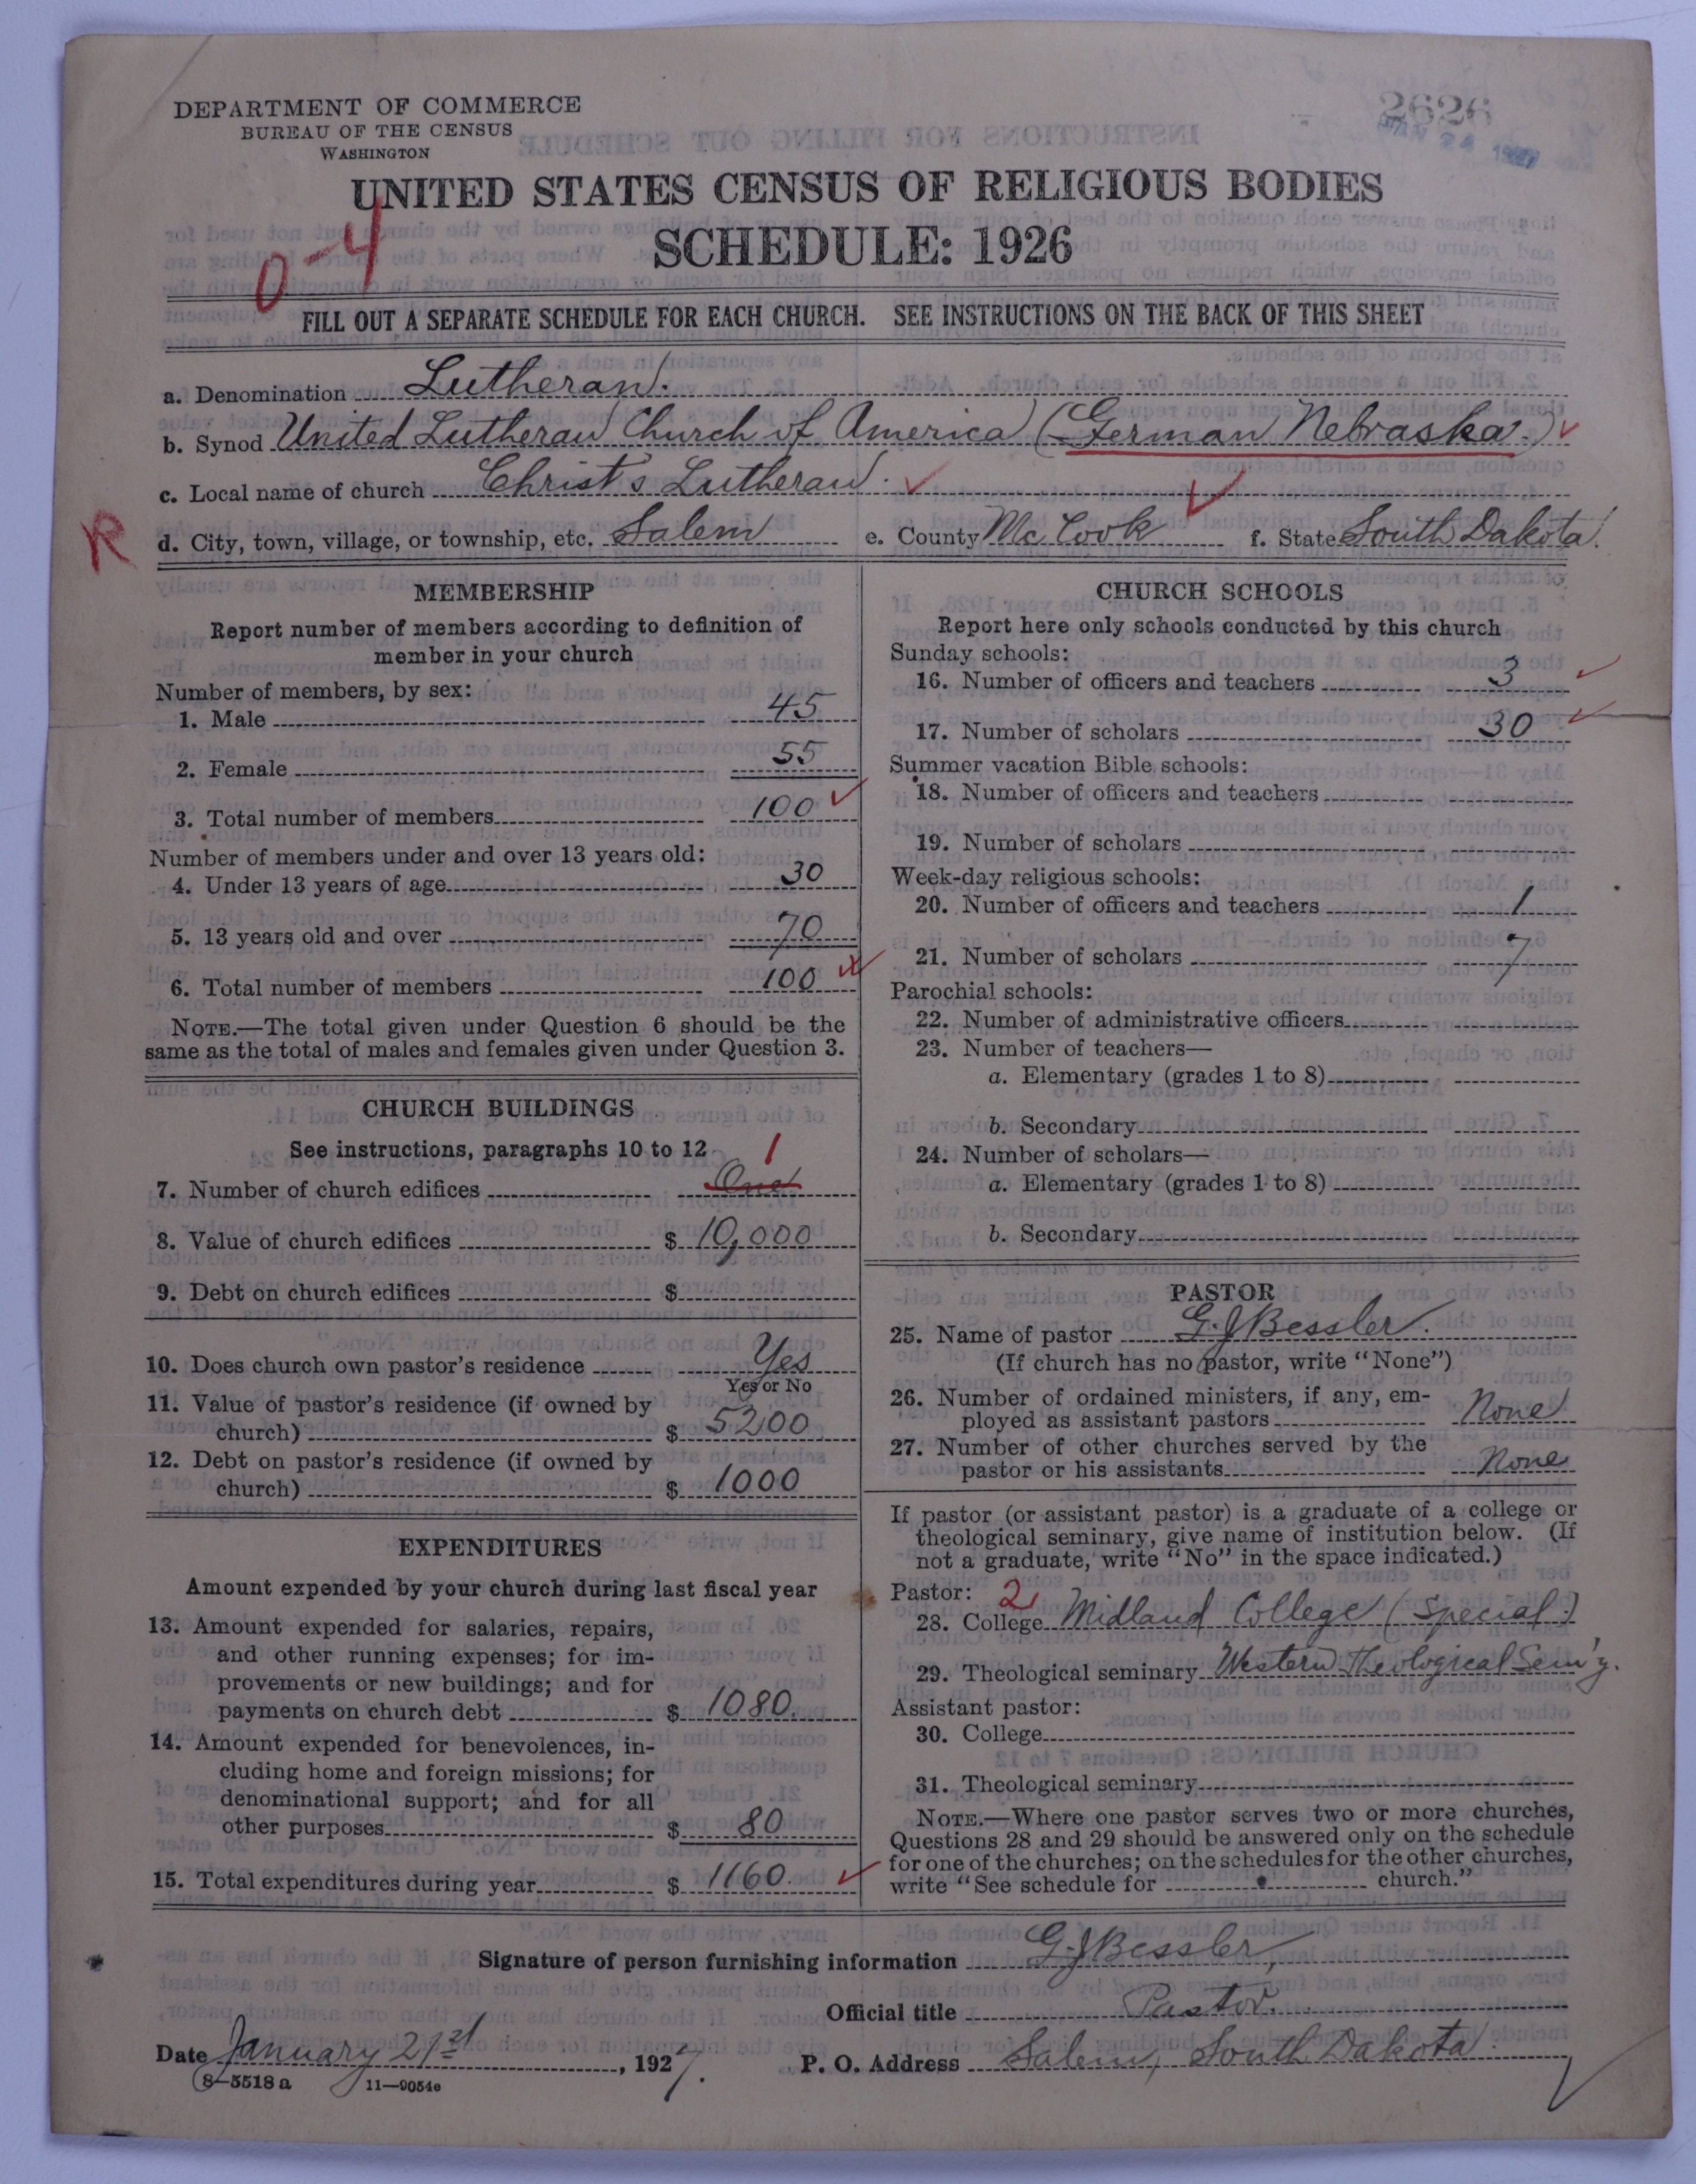 DEPARTMENT OF COMMERCE
BUREAU OF THE CENSUS
WASHINGTON
2626
JAN 24 1927
UNITED STATES CENSUS OF RELIGIOUS BODIES
SCHEDULE: 1926
0-4
FILL OUT A SEPARATE SCHEDULE FOR EACH CHURCH. SEE INSTRUCTIONS ON THE BACK OF THIS SHEET
a. Denomination Lutheran.
b. Synod United Lutheran Church of America (German Nebraska.)
c. Local name of church Christ's Lutheran.
R
d. City, town, village, or township, etc. Salem e. County McCook f. State South Dakota.
MEMBERSHIP
Report number of members according to definition of
member in your church
Number of members, by sex:
1. Male 45
2. Female 55
3. Total number of members 100
Number of members under and over 13 years old:
4. Under 13 years of age 30
5. 13 years old and over 70
6. Total number of members 100
NOTE.—The total given under Question 6 should be the
same as the total of males and females given under Question 3.
CHURCH BUILDINGS
See instructions, paragraphs 10 to 12
1
7. Number of church edifices One
8. Value of church edifices $ 10,000
9. Debt on church edifices $
10. Does church own pastor's residence Yes
Yes or No
11. Value of pastor's residence (if owned by
church) $ 5200
12. Debt on pastor's residence (if owned by
church) $ 1000
EXPENDITURES
Amount expended by your church during last fiscal year
13. Amount expended for salaries, repairs,
and other running expenses; for im-
provements or new buildings; and for
payments on church debt $ 1080.
14. Amount expended for benevolences, in-
cluding home and foreign missions; for
denominational support; and for all
other purposes $ 80
15. Total expenditures during year $ 1160.
CHURCH SCHOOLS
Report here only schools conducted by this church
Sunday schools:
16. Number of officers and teachers 3
17. Number of scholars 30
Summer vacation Bible schools:
18. Number of officers and teachers
19. Number of scholars
Week-day religious schools:
20. Number of officers and teachers 1
21. Number of scholars 7
Parochial schools:
22. Number of administrative officers
23. Number of teachers—
a. Elementary (grades 1 to 8)
b. Secondary
24. Number of scholars—
a. Elementary (grades 1 to 8)
b. Secondary
PASTOR
25. Name of pastor G. J Bessler.
(If church has no pastor, write "None")
26. Number of ordained ministers, if any, em-
ployed as assistant pastors None
27. Number of other churches served by the
pastor or his assistants None
If pastor (or assistant pastor) is a graduate of a college or
theological seminary, give name of institution below. (If
not a graduate, write "No" in the space indicated.)
Pastor: 2
28. College Midland College (Special.)
29. Theological seminary Western Theological Sem'y.
Assistant pastor:
30. College
31. Theological seminary
NOTE.—Where one pastor serves two or more churches,
Questions 28 and 29 should be answered only on the schedule
for one of the churches; on the schedules for the other churches,
write "See schedule for church."
Signature of person furnishing information G. J Bessler,
Official title Pastor.
Date January 21st, 1927. P. O. Address Salem, South Dakota.
8-5518 a 11-9054e